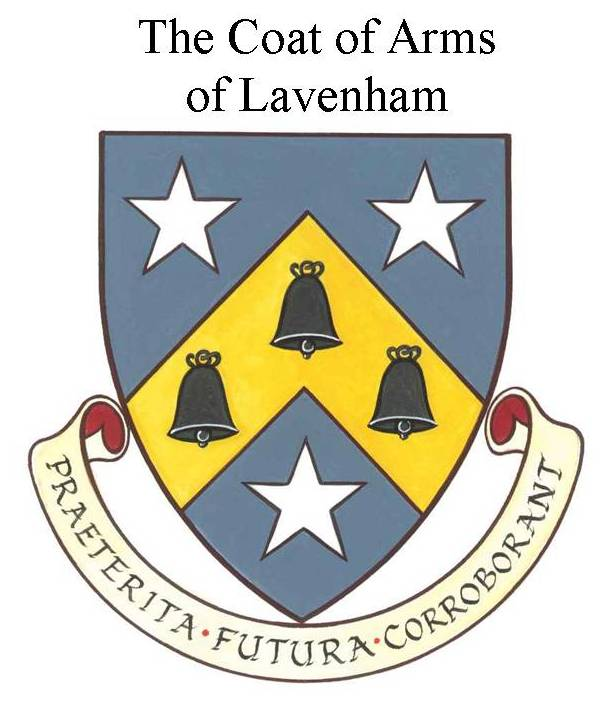 The Coat of Arms
of Lavenham
PRAETERITA · FUTURA · CORROBORANT